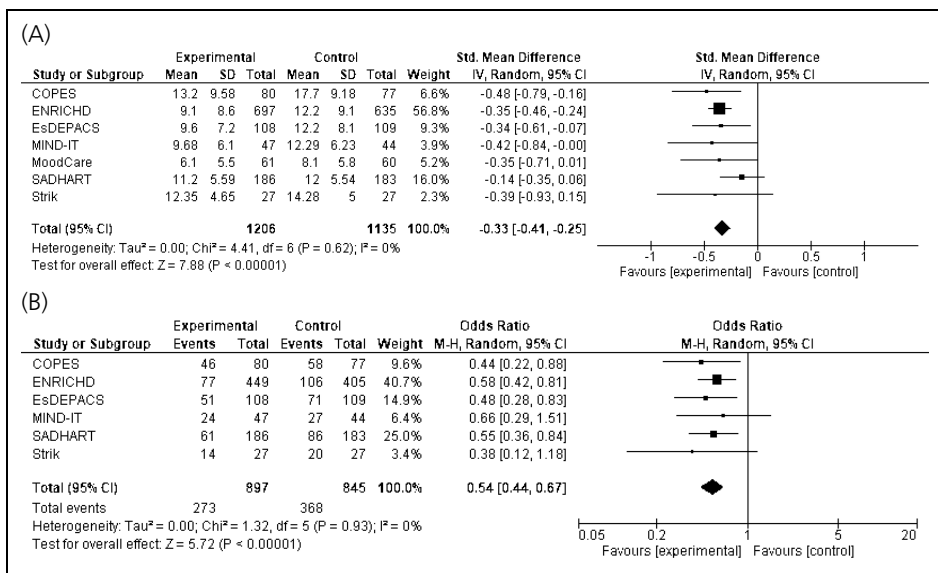 (A)
Experimental Control Std. Mean Difference Std. Mean Difference
Study or Subgroup Mean SD Total Mean SD Total Weight IV, Random, 95% CI IV, Random, 95% CI
COPES 13.2 9.58 80 17.7 9.18 77 6.6% -0.48 [-0.79, -0.16]
ENRICHD 9.1 8.6 697 12.2 9.1 635 56.8% -0.35 [-0.46, -0.24]
EsDEPACS 9.6 7.2 108 12.2 8.1 109 9.3% -0.34 [-0.61, -0.07]
MIND-IT 9.68 6.1 47 12.29 6.23 44 3.9% -0.42 [-0.84, -0.00]
MoodCare 6.1 5.5 61 8.1 5.8 60 5.2% -0.35 [-0.71, 0.01]
SADHART 11.2 5.59 186 12 5.54 183 16.0% -0.14 [-0.35, 0.06]
Strik 12.35 4.65 27 14.28 5 27 2.3% -0.39 [-0.93, 0.15]
Total (95% CI) 1206 1135 100.0% -0.33 [-0.41, -0.25]
Heterogeneity: Tau² = 0.00; Chi² = 4.41, df = 6 (P = 0.62); I² = 0%
Test for overall effect: Z = 7.88 (P < 0.00001)
-1 -0.5 0 0.5 1
Favours [experimental] Favours [control]
(B)
Experimental Control Odds Ratio Odds Ratio
Study or Subgroup Events Total Events Total Weight M-H, Random, 95% CI M-H, Random, 95% CI
COPES 46 80 58 77 9.6% 0.44 [0.22, 0.88]
ENRICHD 77 449 106 405 40.7% 0.58 [0.42, 0.81]
EsDEPACS 51 108 71 109 14.9% 0.48 [0.28, 0.83]
MIND-IT 24 47 27 44 6.4% 0.66 [0.29, 1.51]
SADHART 61 186 86 183 25.0% 0.55 [0.36, 0.84]
Strik 14 27 20 27 3.4% 0.38 [0.12, 1.18]
Total (95% CI) 897 845 100.0% 0.54 [0.44, 0.67]
Total events 273 368
Heterogeneity: Tau² = 0.00; Chi² = 1.32, df = 5 (P = 0.93); I² = 0%
Test for overall effect: Z = 5.72 (P < 0.00001)
0.05 0.2 1 5 20
Favours [experimental] Favours [control]